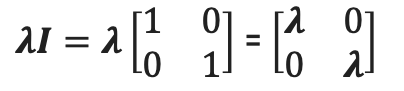 𝝀𝑰 = 𝝀 [1 0; 0 1] = [𝝀 0; 0 𝝀]